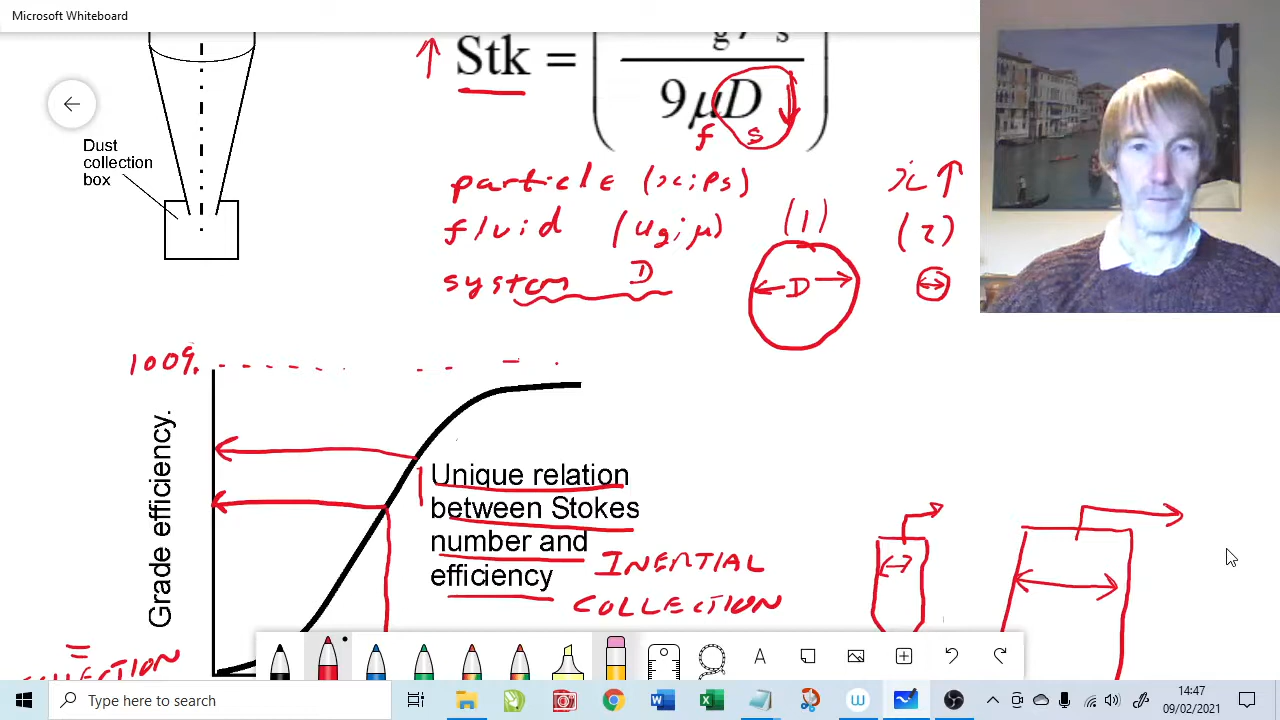 Microsoft Whiteboard
Stk =
9μD
f
s
Dust
collection
box
particle (x; ρs)
x ↑
fluid (ug; μ)
(1)
(2)
system D
D
100%
Grade efficiency.
Unique relation
between Stokes
number and
efficiency
INERTIAL
COLLECTION
=
A
W
Type here to search
14:47
09/02/2021